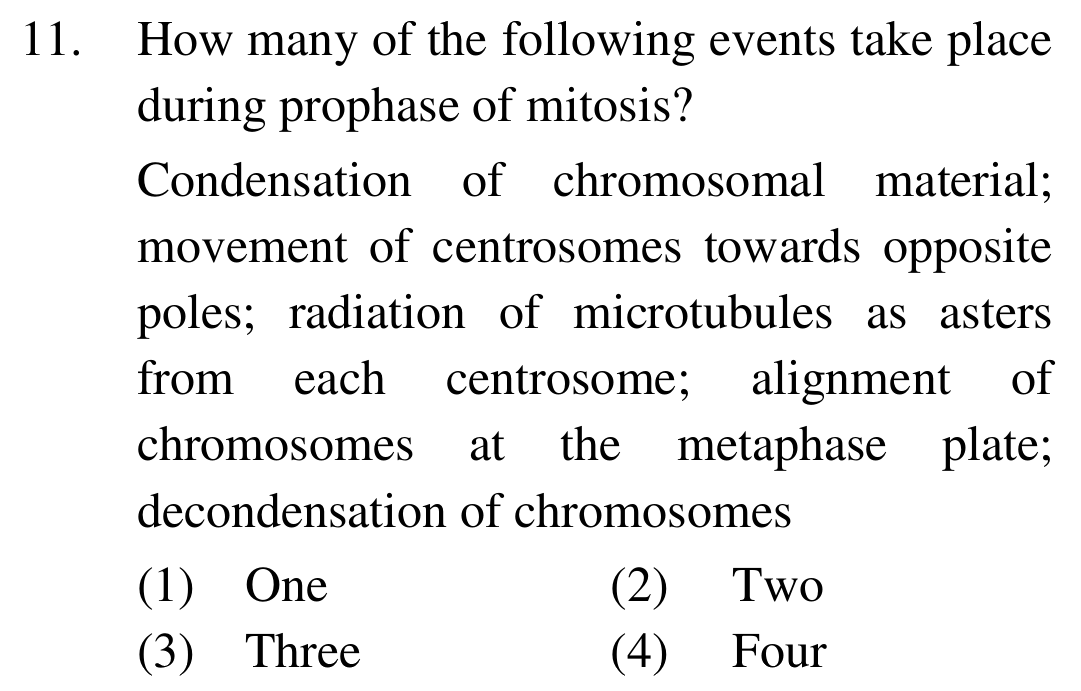 11. How many of the following events take place
during prophase of mitosis?
Condensation of chromosomal material;
movement of centrosomes towards opposite
poles; radiation of microtubules as asters
from each centrosome; alignment of
chromosomes at the metaphase plate;
decondensation of chromosomes
(1) One (2) Two
(3) Three (4) Four